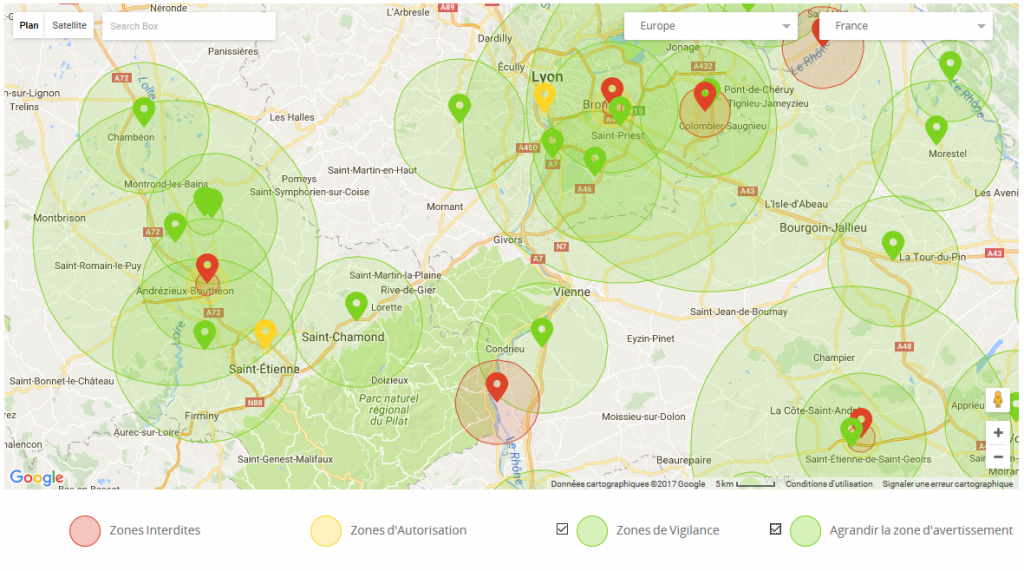 Néronde
L'Arbresle
A89
Plan
Satellite
Search Box
Europe
France
Dardilly
Panissières
Jonage
Le Rhône
Écully
Lyon
A432
A72
Loire
Pont-de-Chéruy
n-sur-Lignon
Trelins
Bron
Tignieu-Jameyzieu
Le Rhône
Les Halles
Colombier-Saugnieu
Chambéon
Saint-Priest
A450
Morestel
A7
Saint-Martin-en-Haut
Pomeys
Montrond-les-Bains
Saint-Symphorien-sur-Coise
A46
A43
Les Aveni
Mornant
L'Isle-d'Abeau
Montbrison
Bourgoin-Jallieu
A72
Givors
N7
A43
A7
La Tour-du-Pin
Saint-Romain-le-Puy
Saint-Martin-la-Plaine
Rive-de-Gier
Andrézieux-Bouthéon
Vienne
Lorette
Saint-Jean-de-Bournay
A72
Loire
Saint-Chamond
Eyzin-Pinet
Condrieu
A48
Champier
Saint-Étienne
Saint-Bonnet-le-Château
Doizieux
Parc naturel
régional
du Pilat
N88
Firminy
La Côte-Saint-André
Apprieu
Moissieu-sur-Dolon
Aurec-sur-Loire
Le Rhône
Saint-Genest-Malifaux
Beaurepaire
Saint-Étienne-de-Saint-Geoirs
Moiran
Google
Données cartographiques ©2017 Google
5 km
Conditions d'utilisation
Signaler une erreur cartographique
Zones Interdites
Zones d'Autorisation
Zones de Vigilance
Agrandir la zone d'avertissement